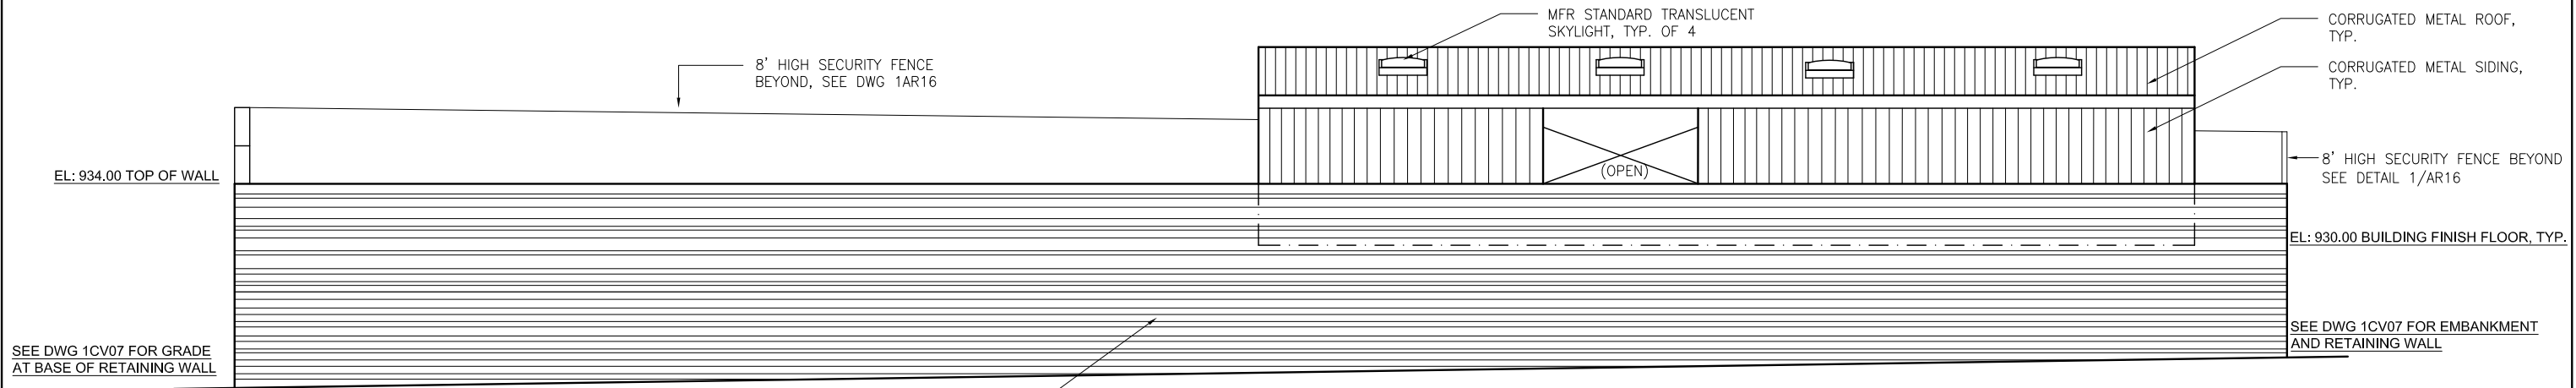 MFR STANDARD TRANSLUCENT
SKYLIGHT, TYP. OF 4
CORRUGATED METAL ROOF,
TYP.
8' HIGH SECURITY FENCE
BEYOND, SEE DWG 1AR16
CORRUGATED METAL SIDING,
TYP.
(OPEN)
8' HIGH SECURITY FENCE BEYOND
SEE DETAIL 1/AR16
EL: 934.00 TOP OF WALL
EL: 930.00 BUILDING FINISH FLOOR, TYP.
SEE DWG 1CV07 FOR GRADE
AT BASE OF RETAINING WALL
SEE DWG 1CV07 FOR EMBANKMENT
AND RETAINING WALL